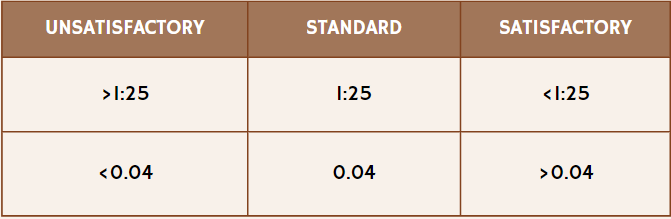 UNSATISFACTORY STANDARD SATISFACTORY
>1:25 1:25 <1:25
<0.04 0.04 >0.04